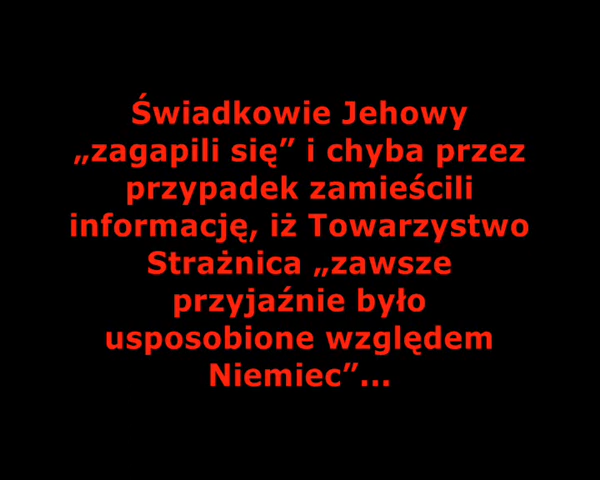 Świadkowie Jehowy
„zagapili się” i chyba przez
przypadek zamieścili
informację, iż Towarzystwo
Strażnica „zawsze
przyjaźnie było
usposobione względem
Niemiec”...